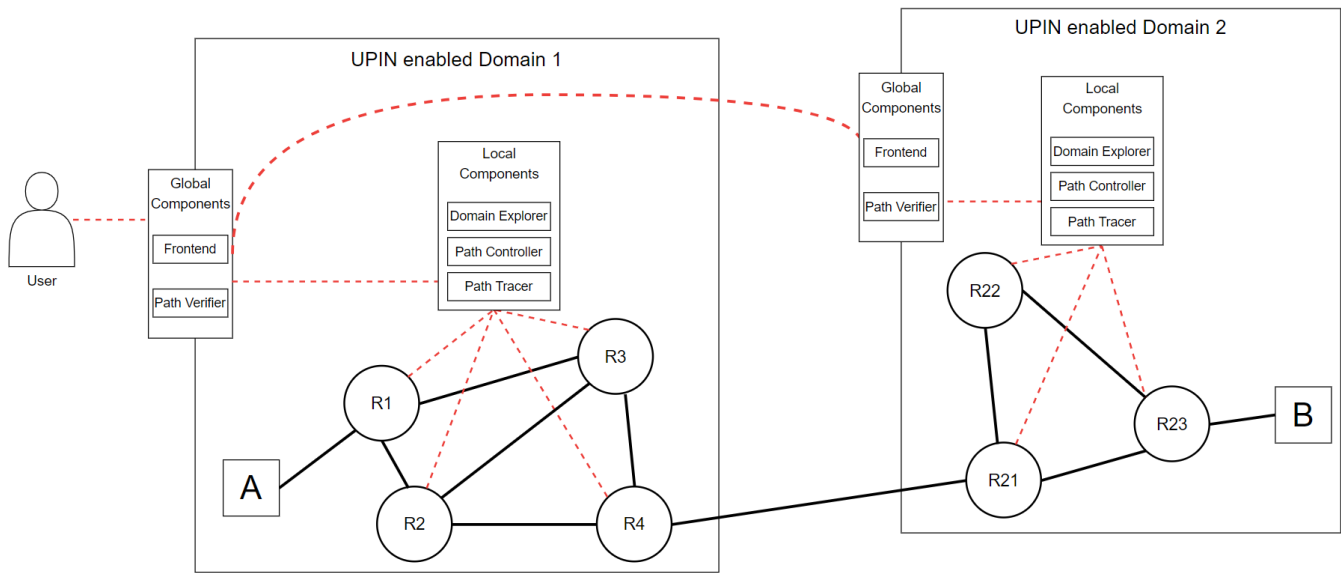 UPIN enabled Domain 1
UPIN enabled Domain 2
User
Global
Components
Frontend
Path Verifier
Local
Components
Domain Explorer
Path Controller
Path Tracer
R1
R2
R3
R4
A
Global
Components
Frontend
Path Verifier
Local
Components
Domain Explorer
Path Controller
Path Tracer
R22
R21
R23
B